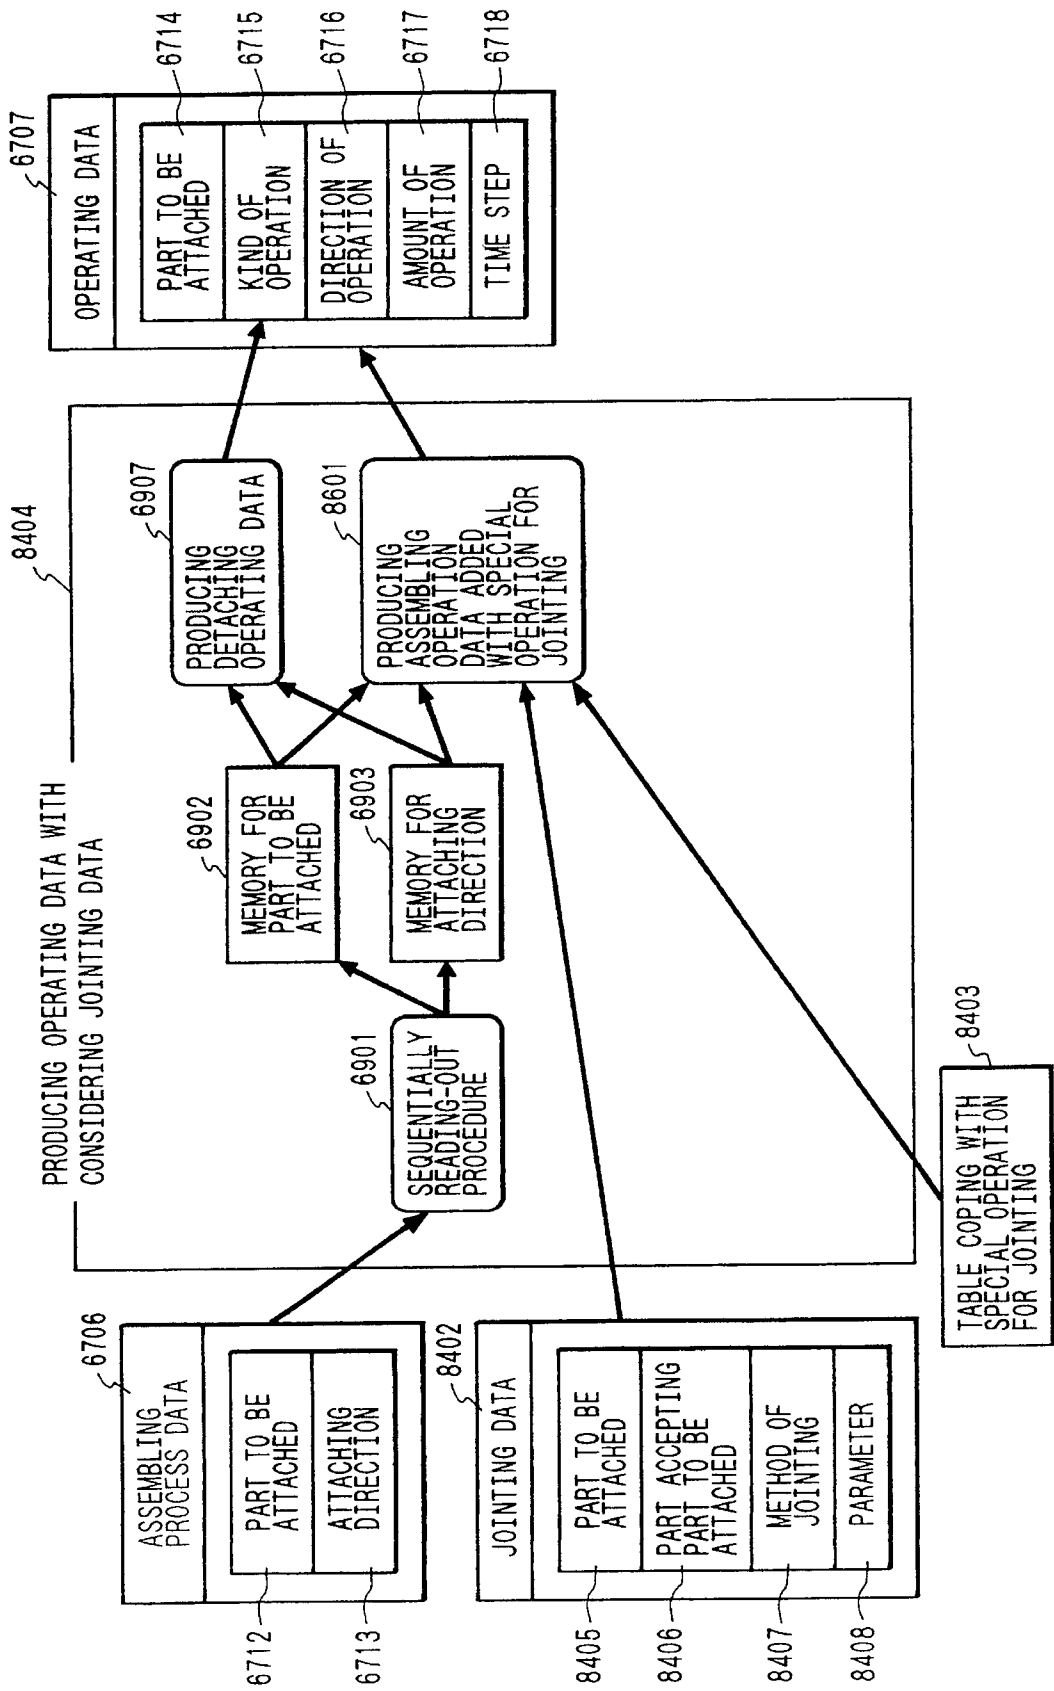 PRODUCING OPERATING DATA WITH
CONSIDERING JOINTING DATA
8404
6706
ASSEMBLING
PROCESS DATA
PART TO BE
ATTACHED
ATTACHING
DIRECTION
6712
6713
8402
JOINTING DATA
PART TO BE
ATTACHED
PART ACCEPTING
PART TO BE
ATTACHED
METHOD OF
JOINTING
PARAMETER
8405
8406
8407
8408
6901
SEQUENTIALLY
READING-OUT
PROCEDURE
6902
MEMORY FOR
PART TO BE
ATTACHED
6903
MEMORY FOR
ATTACHING
DIRECTION
8403
TABLE COPING WITH
SPECIAL OPERATION
FOR JOINTING
6907
PRODUCING
DETACHING
OPERATING DATA
8601
PRODUCING
ASSEMBLING
OPERATION
DATA ADDED
WITH SPECIAL
OPERATION FOR
JOINTING
6707
OPERATING DATA
PART TO BE
ATTACHED
KIND OF
OPERATION
DIRECTION OF
OPERATION
AMOUNT OF
OPERATION
TIME STEP
6714
6715
6716
6717
6718